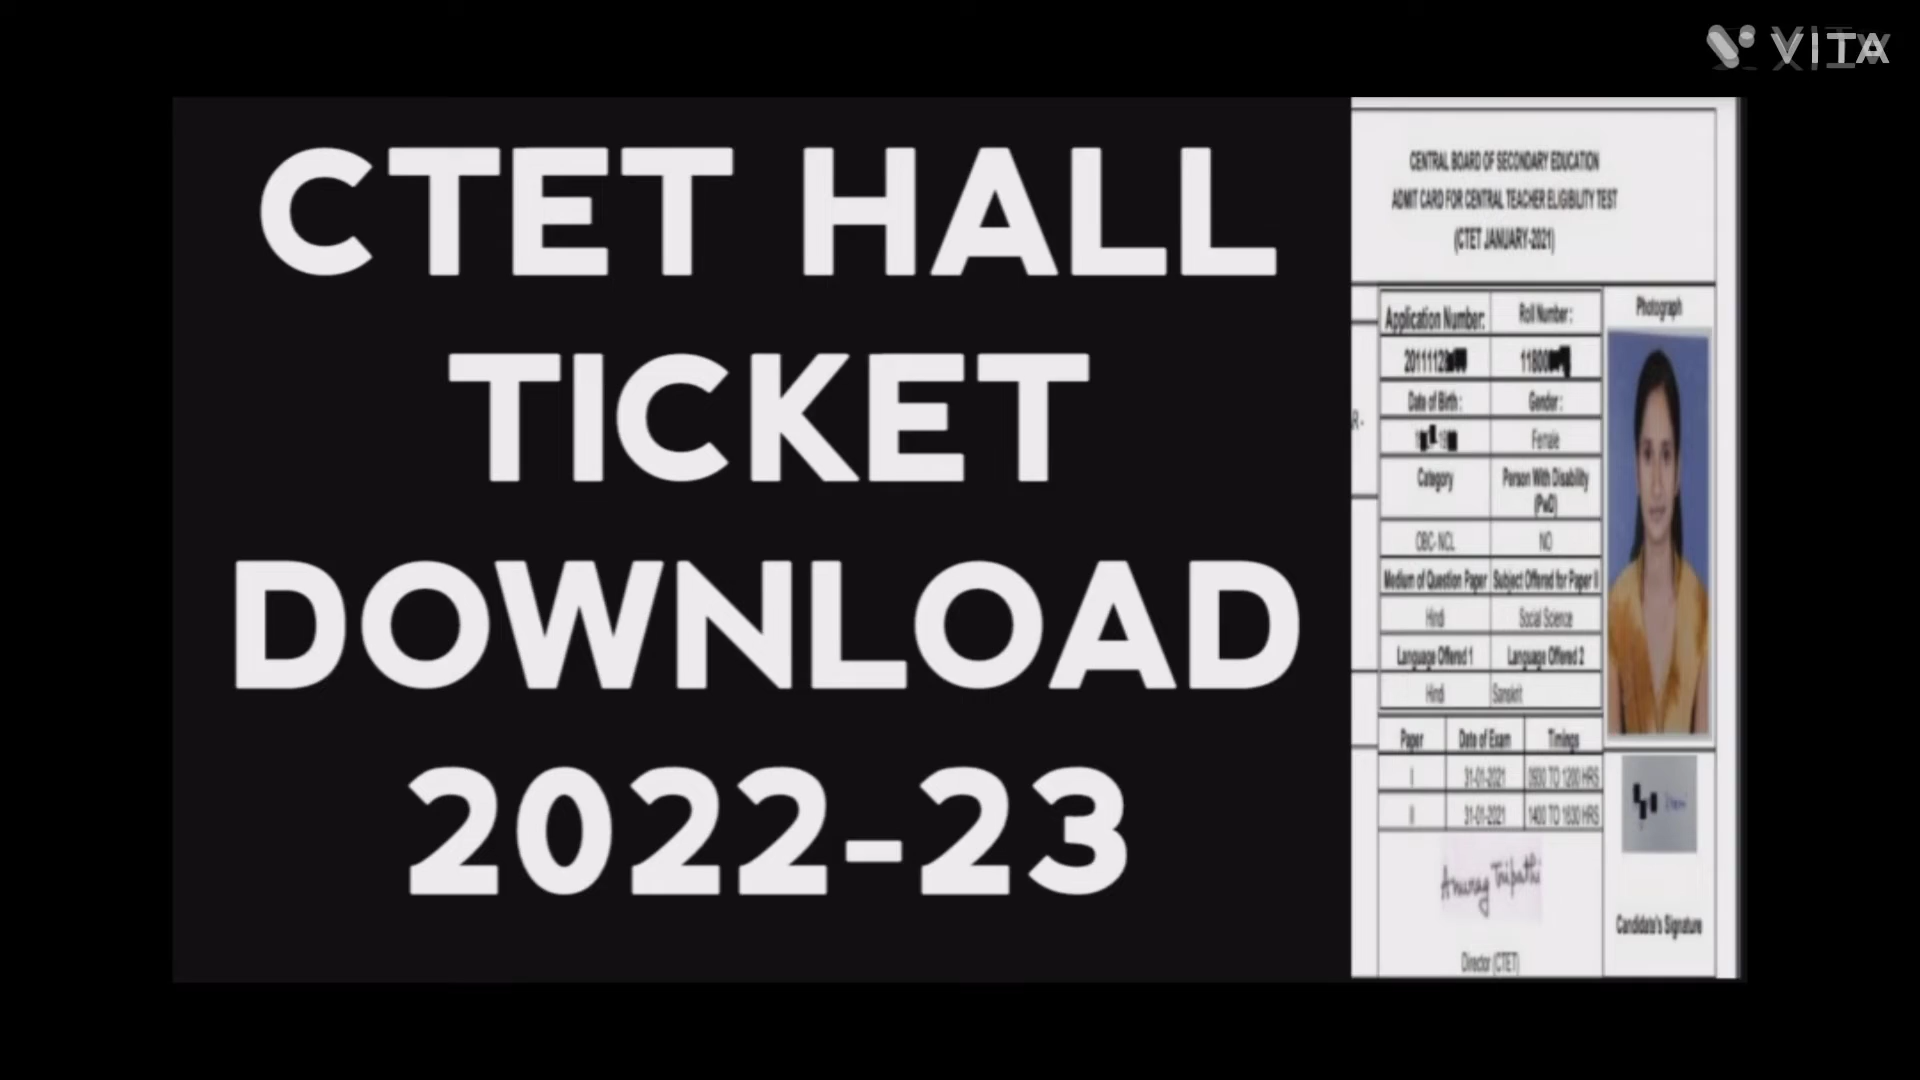 VITA
CTET HALL
TICKET
DOWNLOAD
2022-23
CENTRAL BOARD OF SECONDARY EDUCATION
ADMIT CARD FOR CENTRAL TEACHER ELIGIBILITY TEST
(CTET JANUARY-2021)
Application Number: Roll Number :
Photograph
2011112 11800
Date of Birth : Gender :
R-
Female
Category Person With Disability
(PwD)
OBC- NCL NO
Medium of Question Paper Subject Offered for Paper II
Hindi Social Science
Language Offered 1 Language Offered 2
Hindi Sanskrit
Paper Date of Exam Timings
I 31-01-2021 0930 TO 1200 HRS
II 31-01-2021 1400 TO 1630 HRS
Anurag Tripathi
Candidate's Signature
Director (CTET)